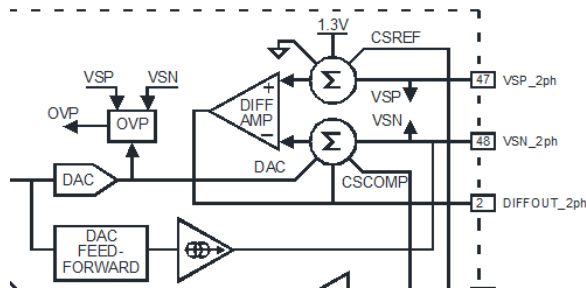 1.3V
CSREF
VSP
VSN
47
VSP_2ph
OVP
OVP
+
DIFF
AMP
−
Σ
VSP
VSN
Σ
48
VSN_2ph
DAC
DAC
CSCOMP
2
DIFFOUT_2ph
DAC
FEED-
FORWARD